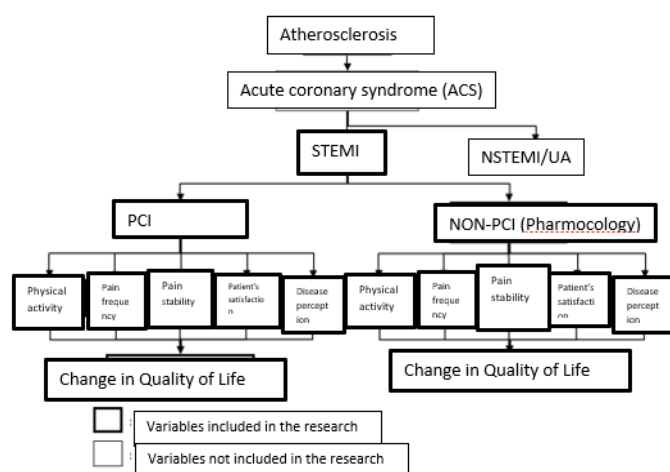 Atherosclerosis
Acute coronary syndrome (ACS)
STEMI
NSTEMI/UA
PCI
NON-PCI (Pharmocology)
Physical
activity
Pain
freque
ncy
Pain
stability
Patient's
satisfactio
n
Disease
percept
ion
Physical
activity
Pain
freque
ncy
Pain
stability
Patient's
satisfacti
on
Disease
percept
ion
Change in Quality of Life
Change in Quality of Life
: Variables included in the research
: Variables not included in the research